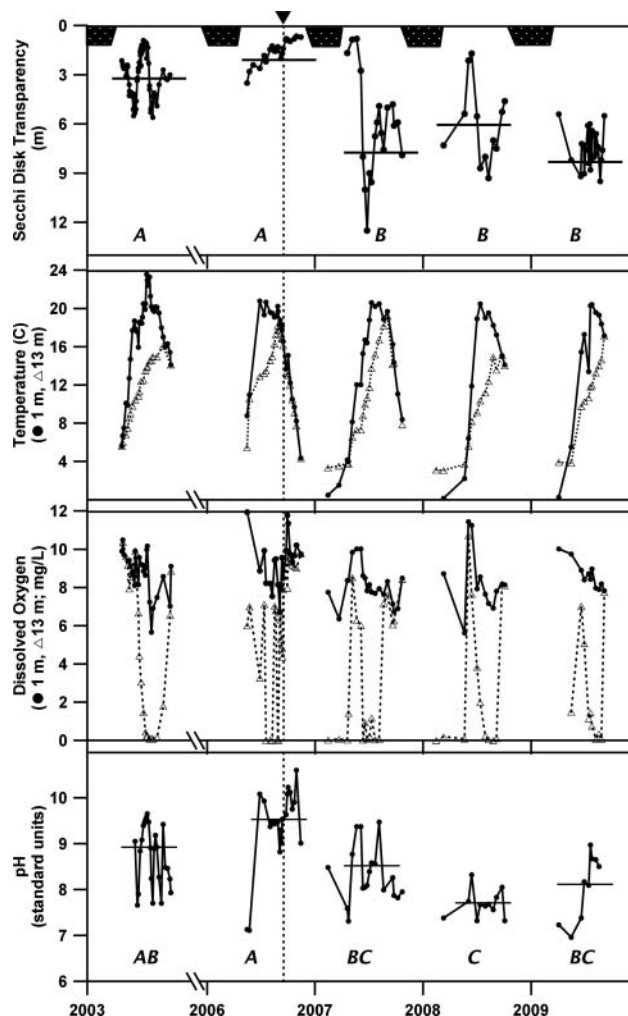 Secchi Disk Transparency
(m)
0
3
6
9
12
A
A
B
B
B
Temperature (C)
(● 1 m, △ 13 m)
24
20
16
12
8
4
Dissolved Oxygen
(● 1 m, △ 13 m; mg/L)
12
10
8
6
4
2
0
pH
(standard units)
10
9
8
7
6
AB
A
BC
C
BC
2003
2006
2007
2008
2009